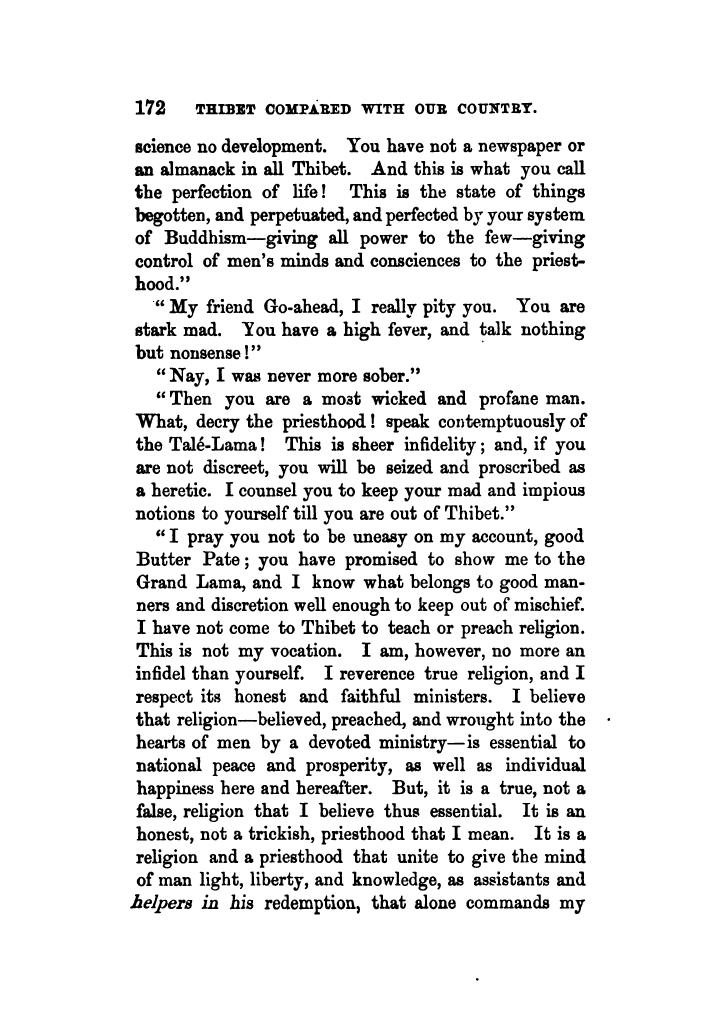 172 THIBET COMPARED WITH OUR COUNTRY.
science no development. You have not a newspaper or
an almanack in all Thibet. And this is what you call
the perfection of life! This is the state of things
begotten, and perpetuated, and perfected by your system
of Buddhism—giving all power to the few—giving
control of men's minds and consciences to the priest-
hood."
"My friend Go-ahead, I really pity you. You are
stark mad. You have a high fever, and talk nothing
but nonsense!"
"Nay, I was never more sober."
"Then you are a most wicked and profane man.
What, decry the priesthood! speak contemptuously of
the Talé-Lama! This is sheer infidelity; and, if you
are not discreet, you will be seized and proscribed as
a heretic. I counsel you to keep your mad and impious
notions to yourself till you are out of Thibet."
"I pray you not to be uneasy on my account, good
Butter Pate; you have promised to show me to the
Grand Lama, and I know what belongs to good man-
ners and discretion well enough to keep out of mischief.
I have not come to Thibet to teach or preach religion.
This is not my vocation. I am, however, no more an
infidel than yourself. I reverence true religion, and I
respect its honest and faithful ministers. I believe
that religion—believed, preached, and wrought into the
hearts of men by a devoted ministry—is essential to
national peace and prosperity, as well as individual
happiness here and hereafter. But, it is a true, not a
false, religion that I believe thus essential. It is an
honest, not a trickish, priesthood that I mean. It is a
religion and a priesthood that unite to give the mind
of man light, liberty, and knowledge, as assistants and
helpers in his redemption, that alone commands my